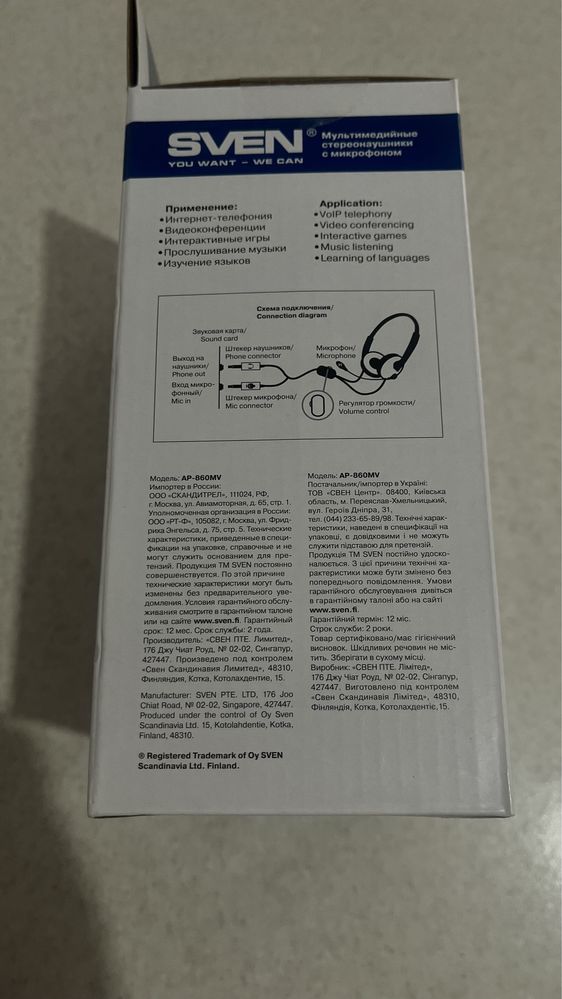 SVEN®
YOU WANT – WE CAN
Мультимедийные
стереонаушники
с микрофоном
Применение:
• Интернет-телефония
• Видеоконференции
• Интерактивные игры
• Прослушивание музыки
• Изучение языков
Application:
• VoIP telephony
• Video conferencing
• Interactive games
• Music listening
• Learning of languages
Схема подключения/
Connection diagram
Звуковая карта/
Sound card
Выход на
наушники/
Phone out
Вход микро-
фонный/
Mic in
Штекер наушников/
Phone connector
Штекер микрофона/
Mic connector
Микрофон/
Microphone
Регулятор громкости/
Volume control
Модель: AP-860MV
Импортер в России:
ООО «СКАНДИТРЕЛ», 111024, РФ,
г. Москва, ул. Авиамоторная, д. 65, стр. 1.
Уполномоченная организация в России:
ООО «РТ-Ф», 105082, г. Москва, ул. Фрид-
риха Энгельса, д. 75, стр. 5. Технические
характеристики, приведенные в специ-
фикации на упаковке, справочные и не
могут служить основанием для пре-
тензий. Продукция ТМ SVEN постоянно
совершенствуется. По этой причине
технические характеристики могут быть
изменены без предварительного уве-
домления. Условия гарантийного обслу-
живания смотрите в гарантийном талоне
или на сайте www.sven.fi. Гарантийный
срок: 12 мес. Срок службы: 2 года.
Производитель: «СВЕН ПТЕ. Лимитед»,
176 Джу Чиат Роуд, № 02-02, Сингапур,
427447. Произведено под контролем
«Свен Скандинавия Лимитед», 48310,
Финляндия, Котка, Котолахдентие, 15.
Manufacturer: SVEN PTE. LTD, 176 Joo
Chiat Road, № 02-02, Singapore, 427447.
Produced under the control of Oy Sven
Scandinavia Ltd. 15, Kotolahdentie, Kotka,
Finland, 48310.
® Registered Trademark of Oy SVEN
Scandinavia Ltd. Finland.
Модель: AP-860MV
Постачальник/імпортер в Україні:
ТОВ «СВЕН Центр». 08400, Київська
область, м. Переяслав-Хмельницький,
вул. Героїв Дніпра, 31,
тел. (044) 233-65-89/98. Технічні харак-
теристики, наведені в специфікації на
упаковці, є довідковими і не можуть
служити підставою для претензій.
Продукція ТМ SVEN постійно удоско-
налюється. З цієї причини технічні ха-
рактеристики може бути змінено без
попереднього повідомлення. Умови
гарантійного обслуговування дивіться
в гарантійному талоні або на сайті
www.sven.fi.
Гарантійний термін: 12 міс.
Строк служби: 2 роки.
Товар сертифіковано/має гігієнічний
висновок. Шкідливих речовин не міс-
тить. Зберігати в сухому місці.
Виробник: «СВЕН ПТЕ. Лімітед»,
176 Джу Чіат Роуд, № 02-02, Сінгапур,
427447. Виготовлено під контролем
«Свен Скандинавія Лімітед», 48310,
Фінляндія, Котка, Котолахдентіє, 15.